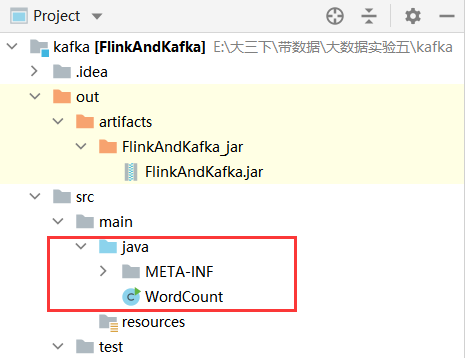 Project
kafka [FlinkAndKafka] E:\大三下\带数据\大数据实验五\kafka
.idea
out
artifacts
FlinkAndKafka_jar
FlinkAndKafka.jar
src
main
java
META-INF
C WordCount
resources
test